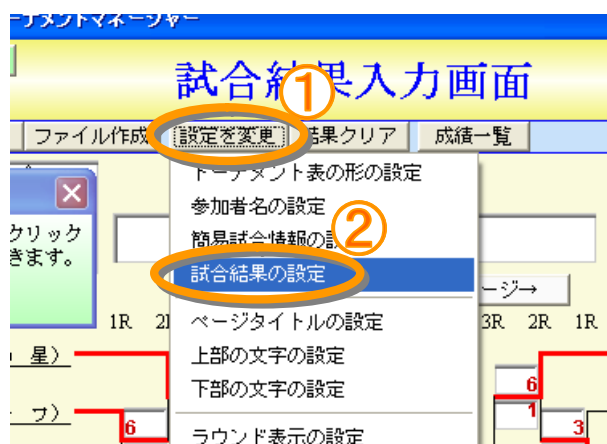 ーナメントマネージャー
試合結果入力画面
①
ファイル作成 設定を変更 結果クリア 成績一覧
トーナメント表の形の設定
参加者名の設定
クリック
簡易試合情報の設
②
きます。
試合結果の設定
ージ→
1R 2R
ページタイトルの設定
3R 2R 1R
星）
上部の文字の設定
下部の文字の設定
6
ワ）
1
6
3
ラウンド表示の設定